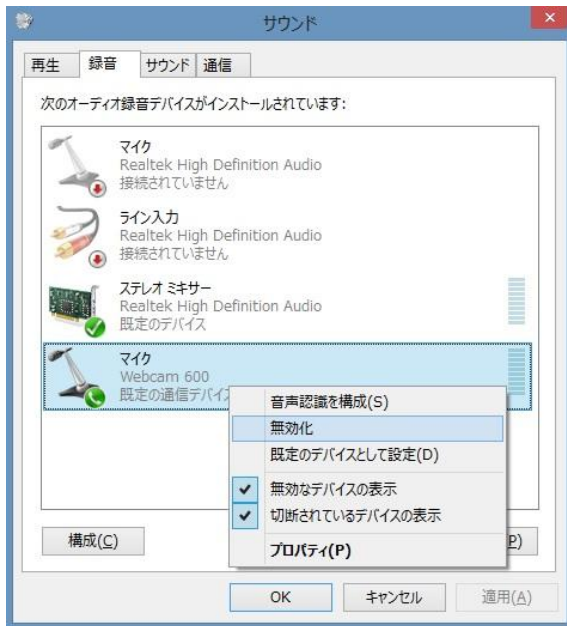 サウンド
再生 録音 サウンド 通信
次のオーディオ録音デバイスがインストールされています:
マイク
Realtek High Definition Audio
接続されていません
ライン入力
Realtek High Definition Audio
接続されていません
ステレオ ミキサー
Realtek High Definition Audio
既定のデバイス
マイク
Webcam 600
既定の通信デバイ
音声認識を構成(S)
無効化
既定のデバイスとして設定(D)
無効なデバイスの表示
切断されているデバイスの表示
プロパティ(P)
構成(C)
P)
OK キャンセル 適用(A)